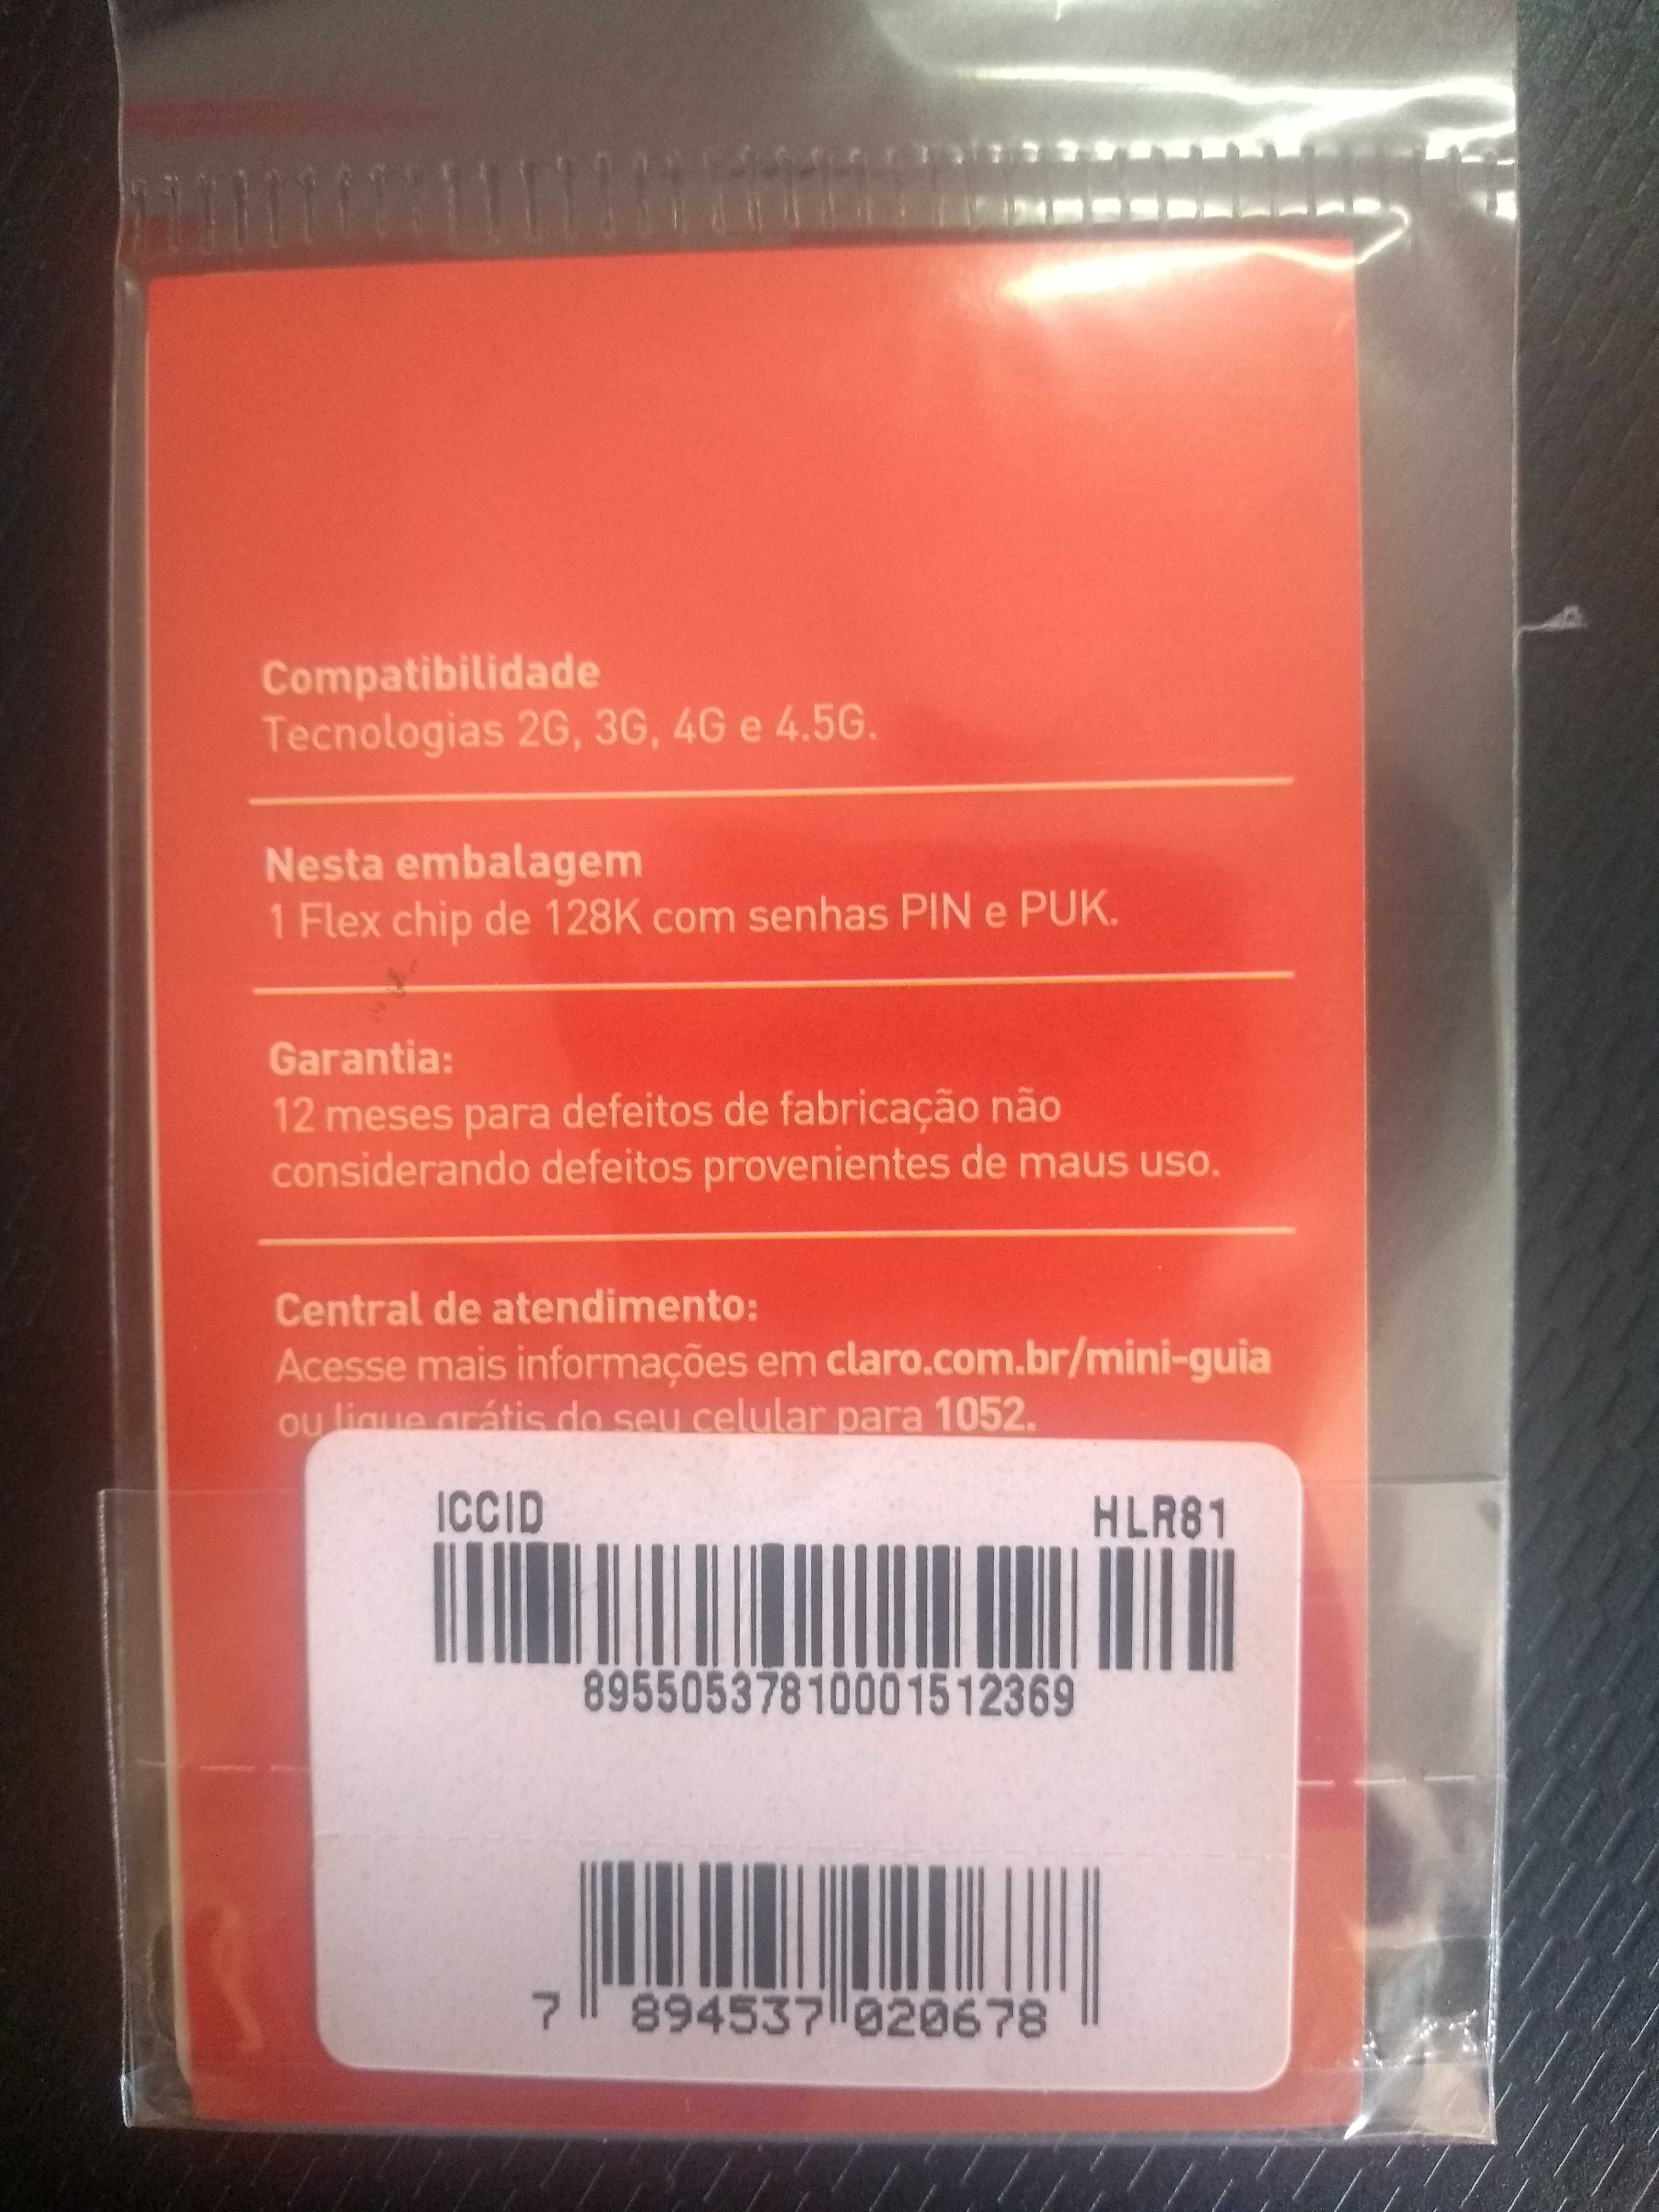 Compatibilidade
Tecnologias 2G, 3G, 4G e 4.5G.
Nesta embalagem
1 Flex chip de 128K com senhas PIN e PUK.
Garantia:
12 meses para defeitos de fabricação não
considerando defeitos provenientes de maus uso.
Central de atendimento:
Acesse mais informações em claro.com.br/mini-guia
ou ligue grátis do seu celular para 1052.
ICCID HLR81
89550537810001512369
7 894537 020678